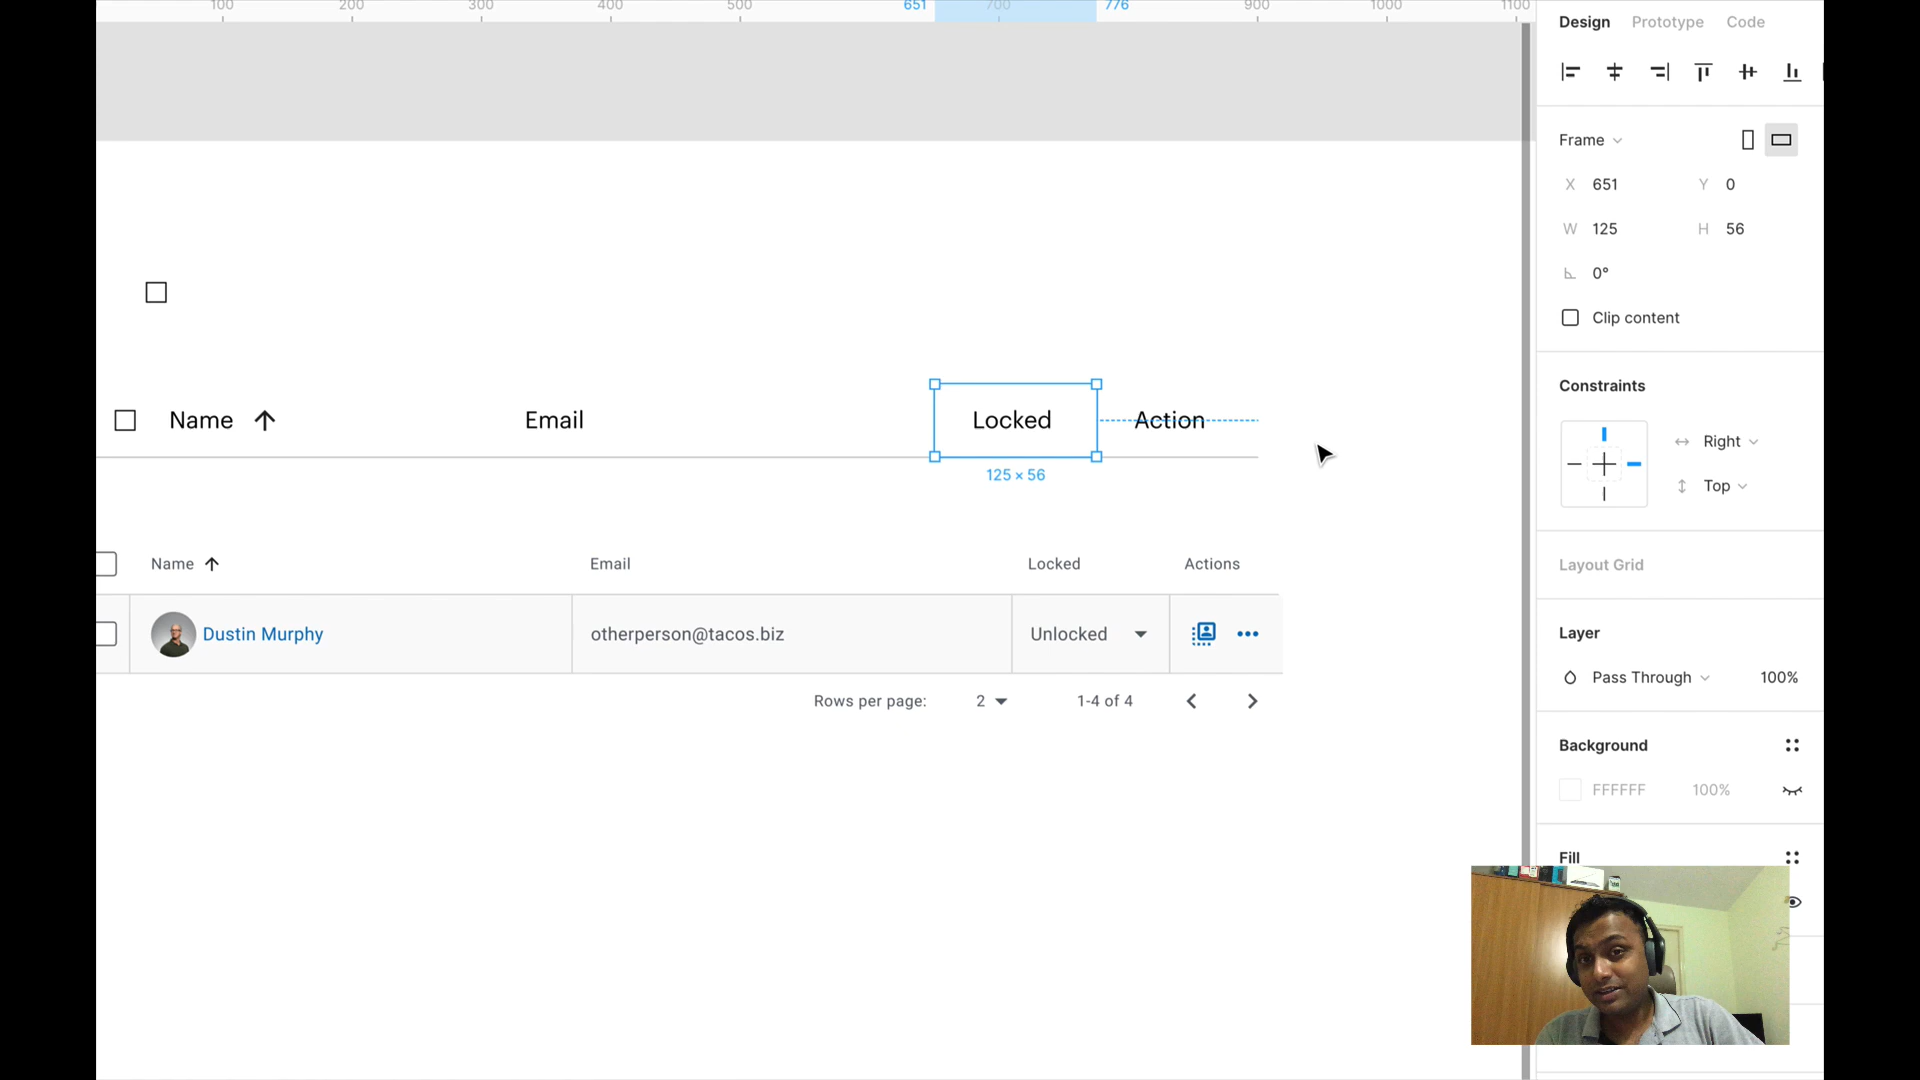 100 200 300 400 500 651 700 776 900 1000 1100
Design Prototype Code
Frame
X 651 Y 0
W 125 H 56
0°
Clip content
Constraints
Right
Top
Layout Grid
Layer
Pass Through 100%
Background
FFFFFF 100%
Fill
Name Email Locked Action
125 × 56
Name Email Locked Actions
Dustin Murphy otherperson@tacos.biz Unlocked
Rows per page: 2 1-4 of 4